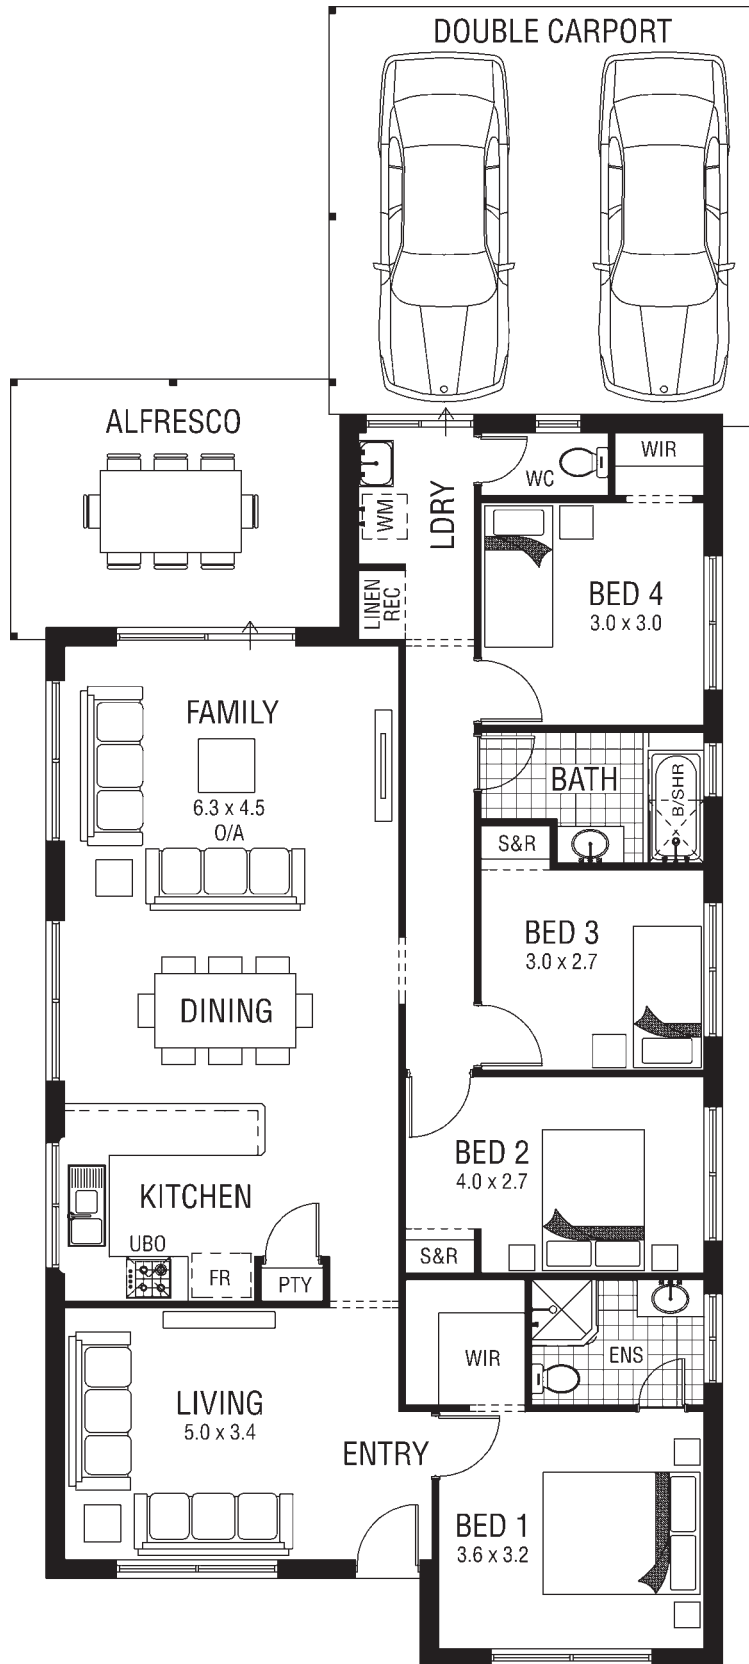 DOUBLE CARPORT
ALFRESCO
WIR
WC
WM
LDRY
LINEN
REC
BED 4
3.0 x 3.0
FAMILY
6.3 x 4.5
O/A
BATH
B/SHR
S&R
BED 3
3.0 x 2.7
DINING
BED 2
4.0 x 2.7
KITCHEN
UBO
FR
PTY
S&R
WIR
ENS
LIVING
5.0 x 3.4
ENTRY
BED 1
3.6 x 3.2